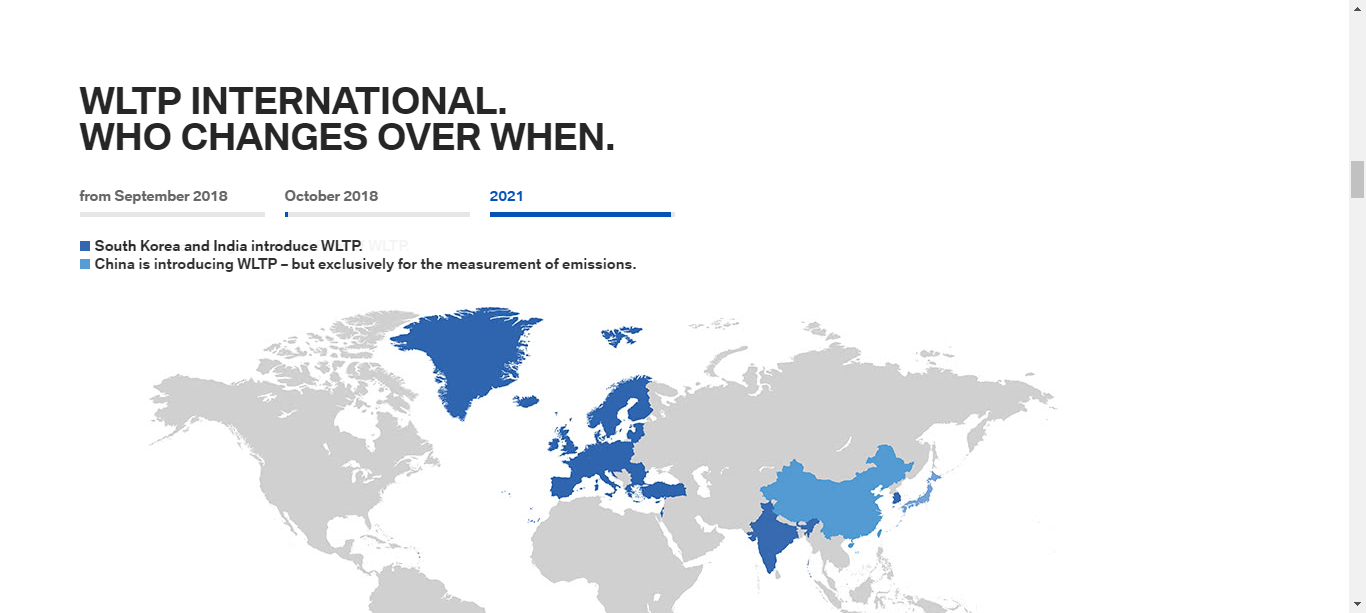 WLTP INTERNATIONAL.
WHO CHANGES OVER WHEN.
from September 2018
October 2018
2021
South Korea and India introduce WLTP.
China is introducing WLTP – but exclusively for the measurement of emissions.